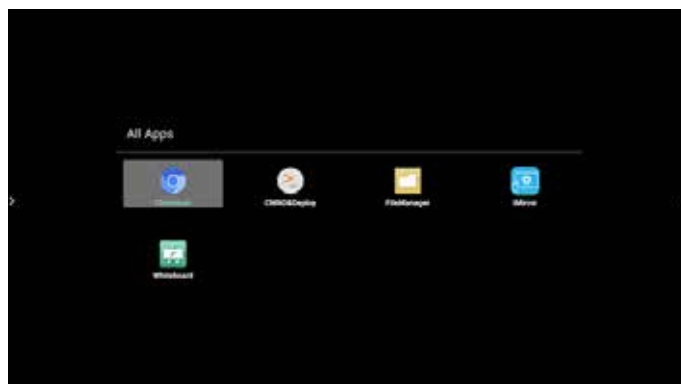 All Apps
Chromium
CMND&Deploy
FileManager
iMirror
Whiteboard